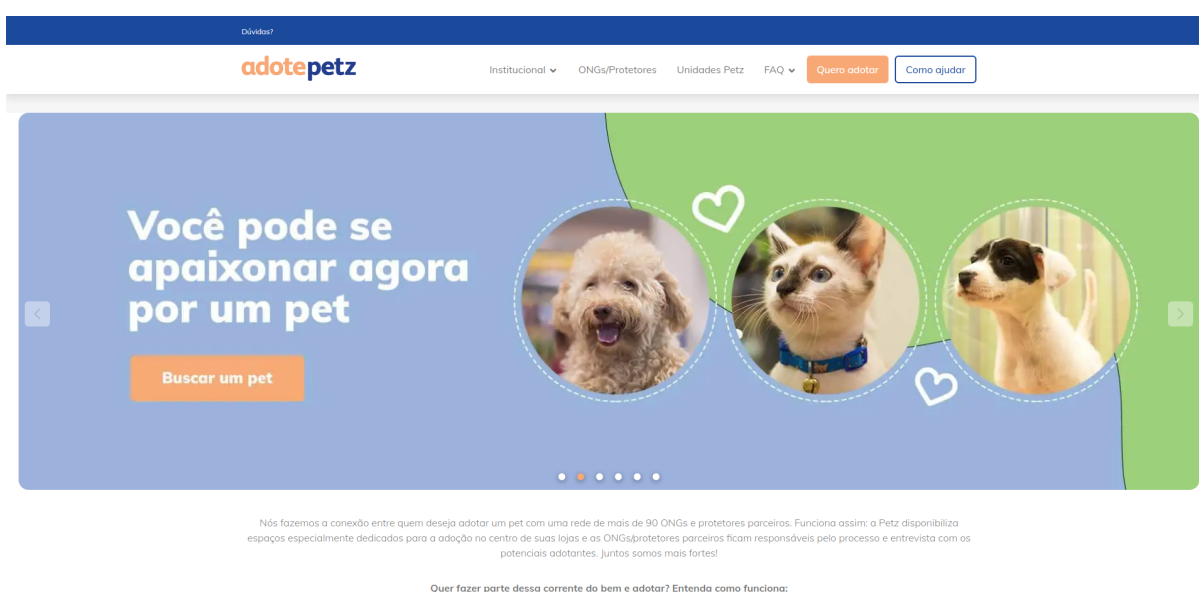 Dúvidas?
adotepetz
Institucional
ONGs/Protetores
Unidades Petz
FAQ
Quero adotar
Como ajudar
Você pode se
apaixonar agora
por um pet
Buscar um pet
Nós fazemos a conexão entre quem deseja adotar um pet com uma rede de mais de 90 ONGs e protetores parceiros. Funciona assim: a Petz disponibiliza
espaços especialmente dedicados para a adoção no centro de suas lojas e as ONGs/protetores parceiros ficam responsáveis pelo processo e entrevista com os
potenciais adotantes. Juntos somos mais fortes!
Quer fazer parte dessa corrente do bem e adotar? Entenda como funciona: